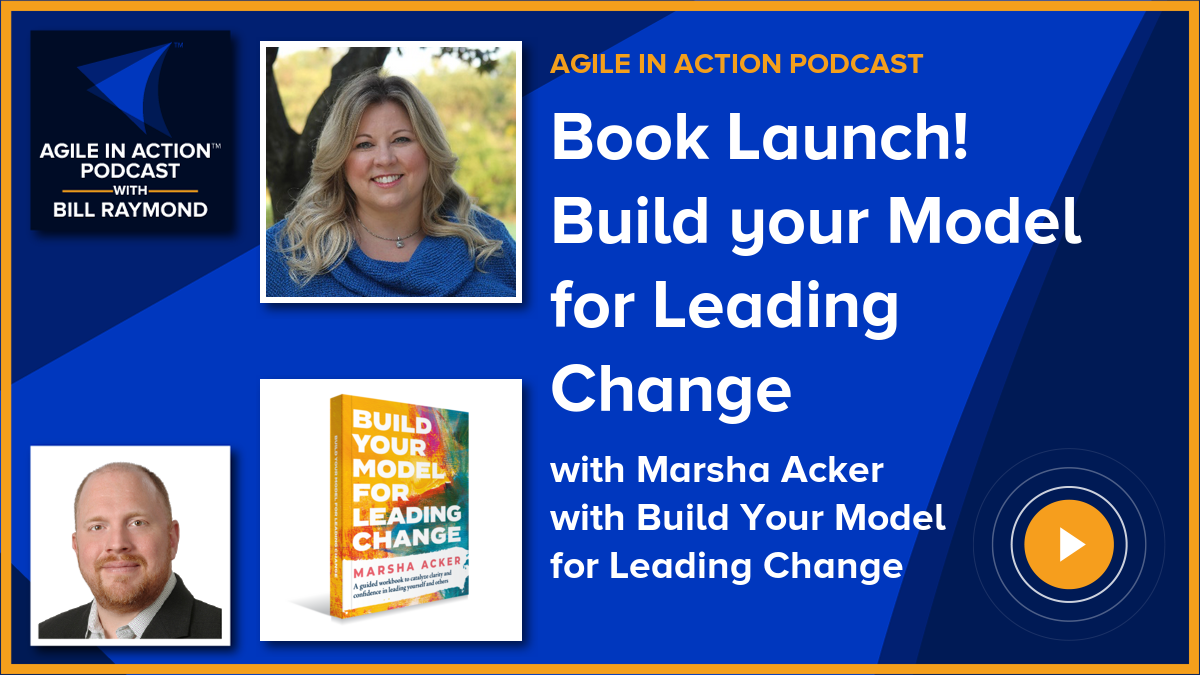 AGILE IN ACTION™
PODCAST
WITH
BILL RAYMOND
AGILE IN ACTION PODCAST
Book Launch!
Build your Model
for Leading
Change
with Marsha Acker
with Build Your Model
for Leading Change
BUILD
YOUR
MODEL
FOR
LEADING
CHANGE
MARSHA ACKER
A guided workbook to catalyze clarity and
confidence in leading yourself and others